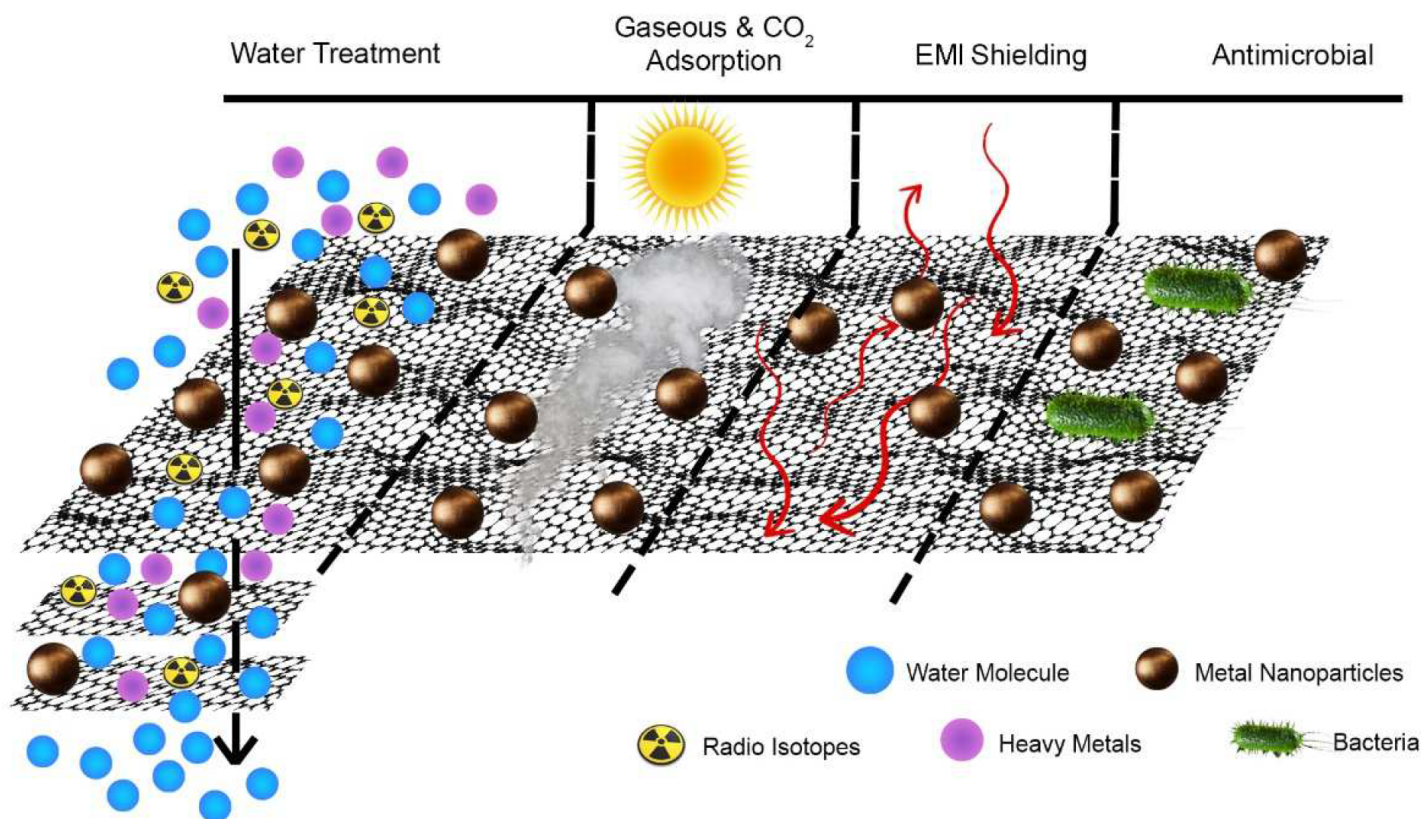 Water Treatment
Gaseous & CO₂
Adsorption
EMI Shielding
Antimicrobial
Water Molecule
Metal Nanoparticles
Radio Isotopes
Heavy Metals
Bacteria